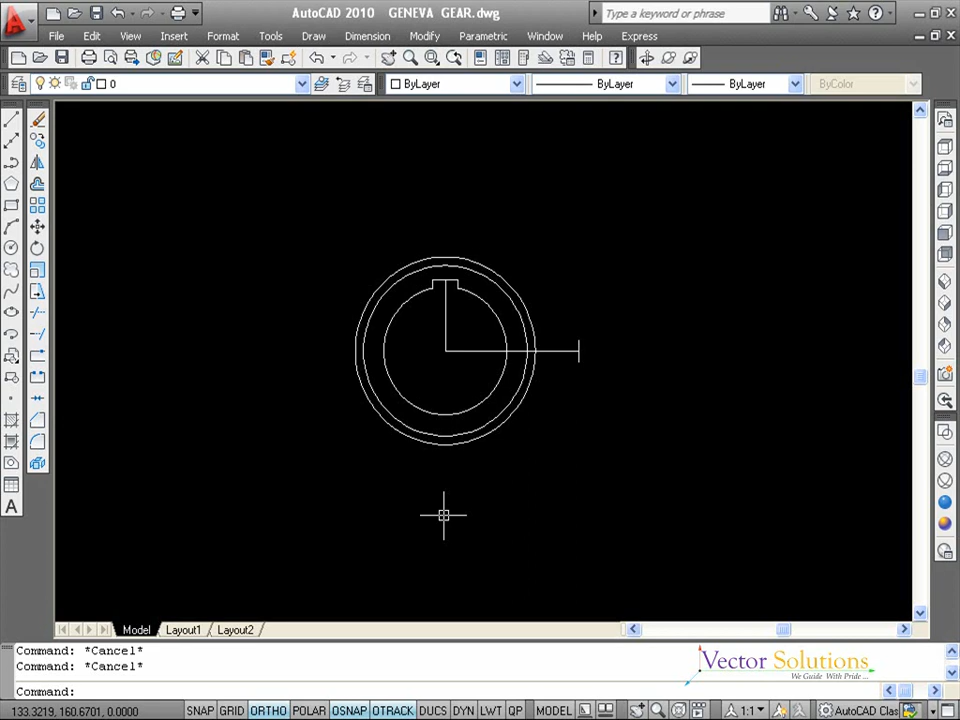 AutoCAD 2010 GENEVA GEAR.dwg
Type a keyword or phrase
File Edit View Insert Format Tools Draw Dimension Modify Parametric Window Help Express
0 ByLayer ByLayer ByLayer ByColor
A
Model Layout1 Layout2
Command: *Cancel*
Command: *Cancel*
Command:
Vector Solutions
We Guide With Pride ...
133.3219, 160.6701, 0.0000 SNAP GRID ORTHO POLAR OSNAP OTRACK DUCS DYN LWT QP MODEL 1:1 AutoCAD Clas